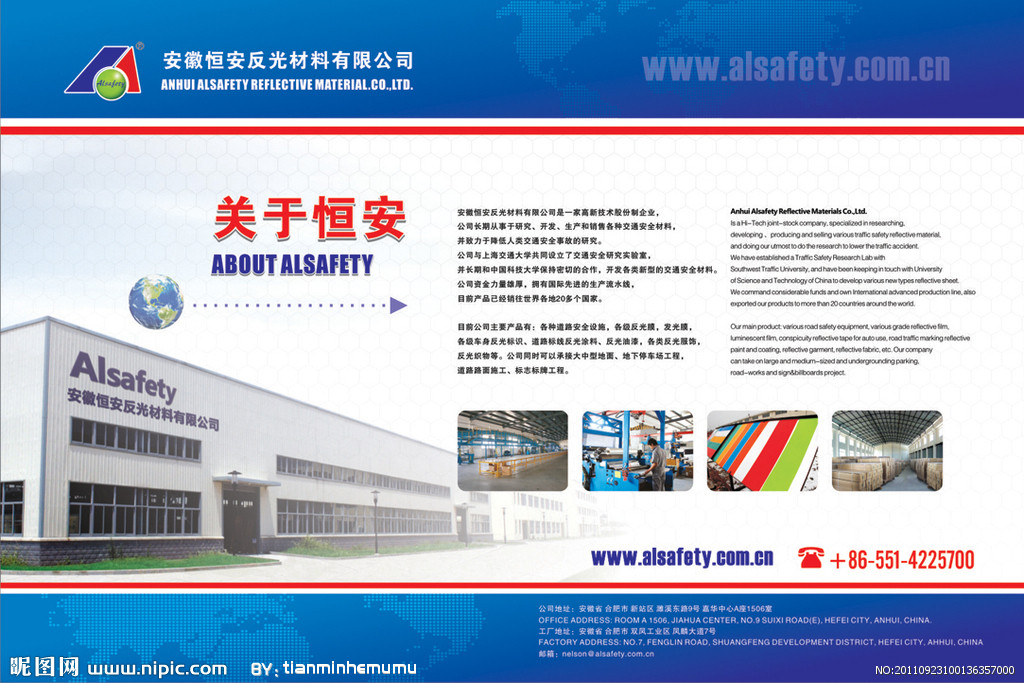 安徽恒安反光材料有限公司
ANHUI ALSAFETY REFLECTIVE MATERIAL.CO.,LTD.
Alsafety
www.alsafety.com.cn
关于恒安
ABOUT ALSAFETY
Alsafety
安徽恒安反光材料有限公司
安徽恒安反光材料有限公司是一家高新技术股份制企业，
公司长期从事于研究、开发、生产和销售各种交通安全材料，
并致力于降低人类交通安全事故的研究。
公司与上海交通大学共同设立了交通安全研究实验室，
并长期和中国科技大学保持密切的合作，开发各类新型的交通安全材料。
公司资金力量雄厚，拥有国际先进的生产流水线，
目前产品已经销往世界各地20多个国家。
目前公司主要产品有：各种道路安全设施，各级反光膜，发光膜，
各级车身反光标识、道路标线反光涂料、反光油漆，各类反光服饰，
反光织物等。公司同时可以承接大中型地面、地下停车场工程，
道路路面施工、标志标牌工程。
Anhui Alsafety Reflective Materials Co.,Ltd.
Is a Hi-Tech joint-stock company, specialized in researching,
developing 、producing and selling various traffic safety reflective material,
and doing our utmost to do the research to lower the traffic accident.
We have established a Traffic Safety Research Lab with
Southwest Traffic University, and have been keeping in touch with University
of Science and Technology of China to develop various new types reflective sheet.
We command considerable funds and own International advanced production line, also
exported our products to more than 20 countries around the world.
Our main product: various road safety equipment, various grade reflective film,
luminescent film, conspicuity reflective tape for auto use, road traffic marking reflective
paint and coating, reflective garment, reflective fabric, etc. Our company
can take on large and medium-sized and undergrounding parking,
road-works and sign&billboards project.
www.alsafety.com.cn
+86-551-4225700
公司地址：安徽省 合肥市 新站区 濉溪东路9号 嘉华中心A座1506室
OFFICE ADDRESS: ROOM A 1506, JIAHUA CENTER, NO.9 SUIXI ROAD(E), HEFEI CITY, ANHUI, CHINA.
工厂地址：安徽省 合肥市 双凤工业区 凤麟大道7号
FACTORY ADDRESS: NO.7, FENGLIN ROAD, SHUANGFENG DEVELOPMENT DISTRICT, HEFEI CITY, AHHUI, CHINA
邮箱：nelson@alsafety.com.cn
昵图网 www.nipic.com
BY：tianminhemumu
NO:20110923100136357000